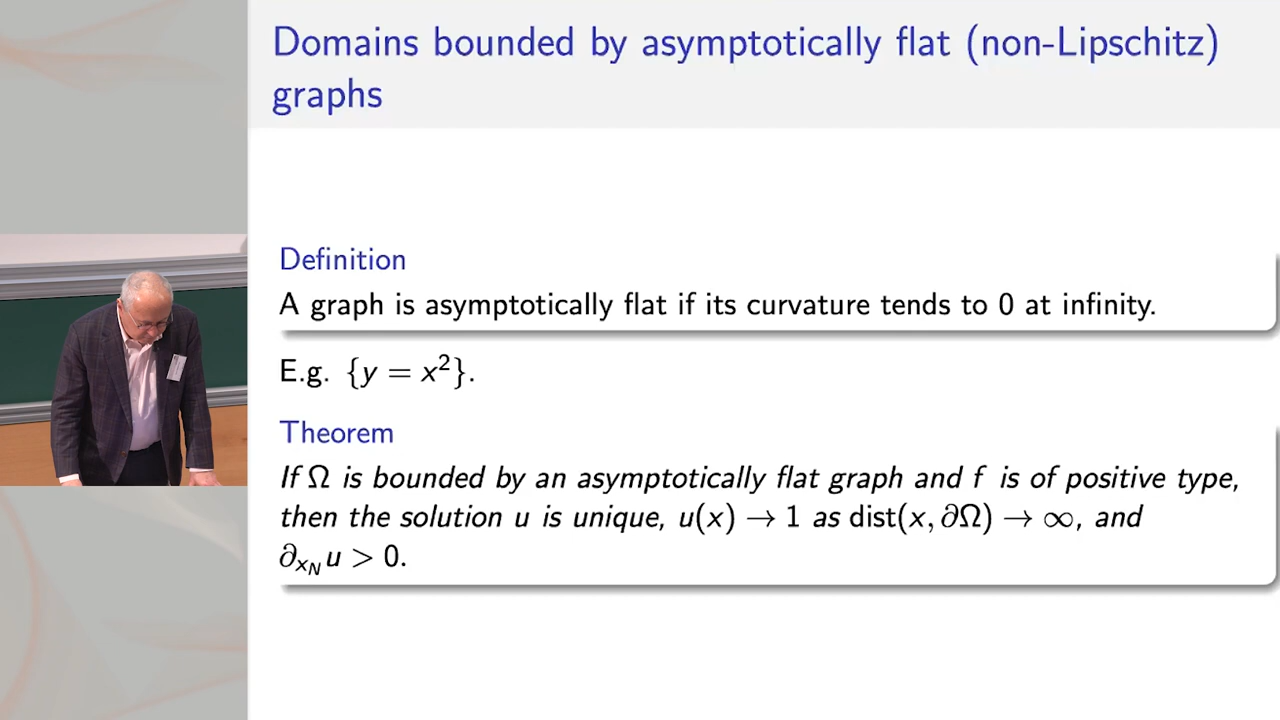 Domains bounded by asymptotically flat (non-Lipschitz)
graphs
Definition
A graph is asymptotically flat if its curvature tends to 0 at infinity.
E.g. {y = x²}.
Theorem
If Ω is bounded by an asymptotically flat graph and f is of positive type,
then the solution u is unique, u(x) → 1 as dist(x, ∂Ω) → ∞, and
∂ₓ_N u > 0.